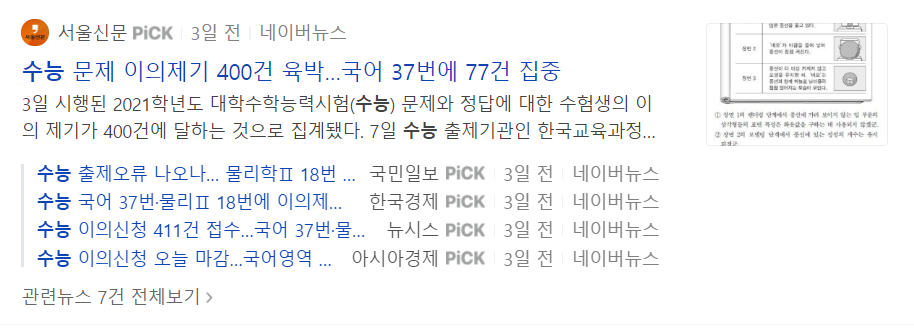 서울신문 PiCK 3일 전 네이버뉴스
수능 문제 이의제기 400건 육박...국어 37번에 77건 집중
3일 시행된 2021학년도 대학수학능력시험(수능) 문제와 정답에 대한 수험생의 이
의 제기가 400건에 달하는 것으로 집계됐다. 7일 수능 출제기관인 한국교육과정...
수능 출제오류 나오나... 물리학Ⅱ 18번 ... 국민일보 PiCK 3일 전 네이버뉴스
수능 국어 37번·물리Ⅱ 18번에 이의제... 한국경제 PiCK 3일 전 네이버뉴스
수능 이의신청 411건 접수...국어 37번·물... 뉴시스 PiCK 3일 전 네이버뉴스
수능 이의신청 오늘 마감...국어영역 ... 아시아경제 PiCK 3일 전 네이버뉴스
관련뉴스 7건 전체보기
장면 3